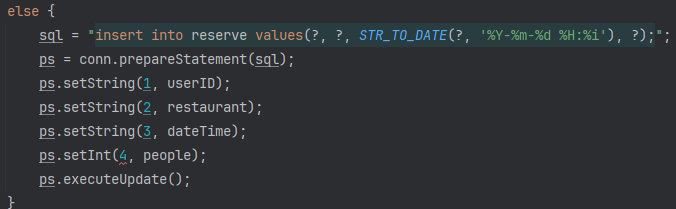 else {
sql = "insert into reserve values(?, ?, STR_TO_DATE(?, '%Y-%m-%d %H:%i'), ?);";
ps = conn.prepareStatement(sql);
ps.setString(1, userID);
ps.setString(2, restaurant);
ps.setString(3, dateTime);
ps.setInt(4, people);
ps.executeUpdate();
}